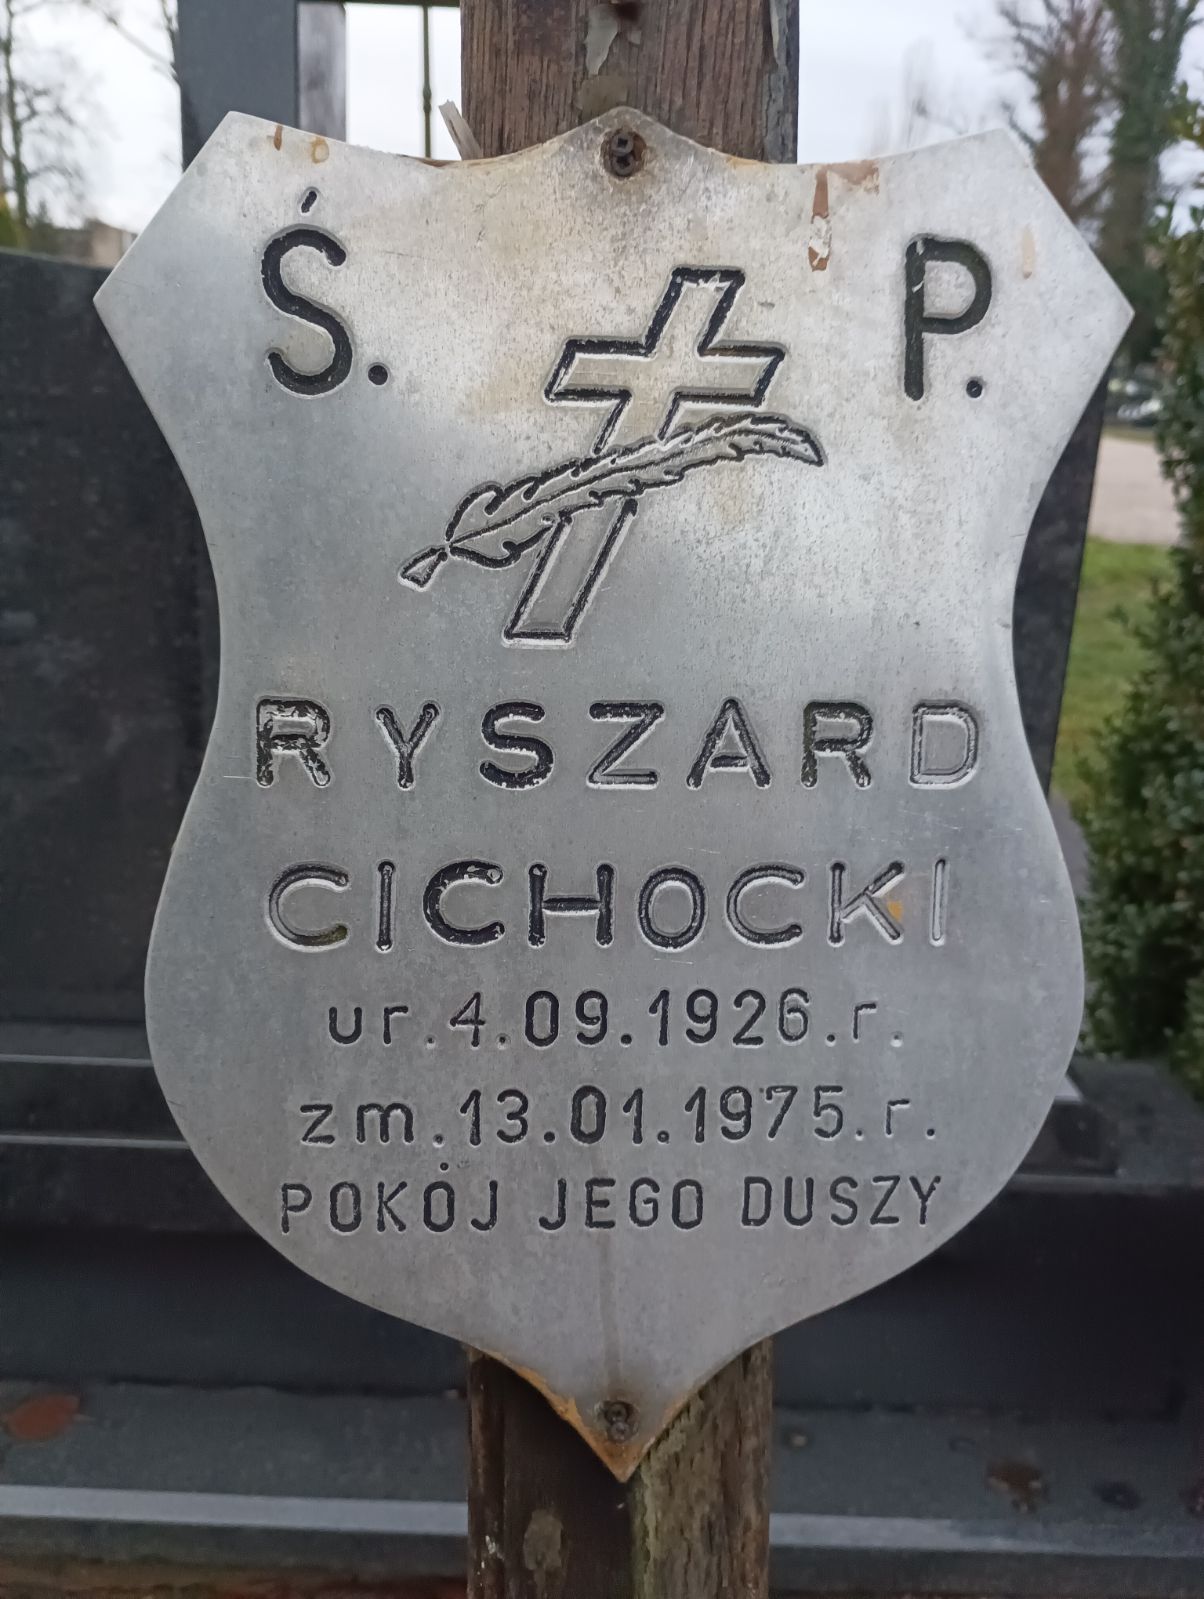 Ś. P.
RYSZARD
CICHOCKI
ur. 4.09.1926.r.
zm.13.01.1975.r.
POKÓJ JEGO DUSZY